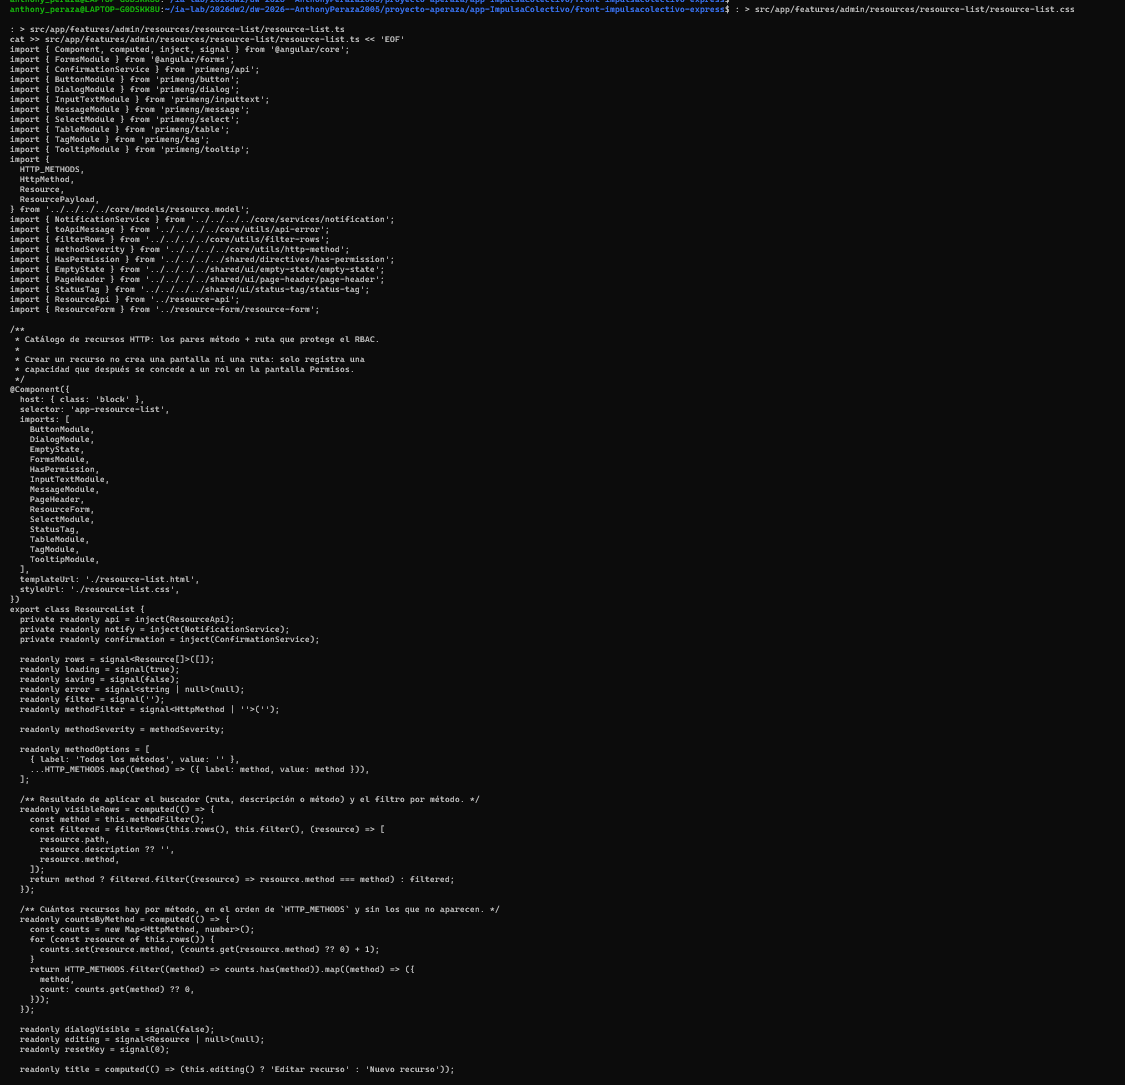 anthony_peraza@LAPTOP-G0DSKK8U:~/ia-lab/2026dw2/dw-2026--AnthonyPeraza2005/proyecto-aperaza/app-ImpulsaColectivo/front-impulsacolectivo-express$
anthony_peraza@LAPTOP-G0DSKK8U:~/ia-lab/2026dw2/dw-2026--AnthonyPeraza2005/proyecto-aperaza/app-ImpulsaColectivo/front-impulsacolectivo-express$ : > src/app/features/admin/resources/resource-list/resource-list.css

: > src/app/features/admin/resources/resource-list/resource-list.ts
cat >> src/app/features/admin/resources/resource-list/resource-list.ts << 'EOF'
import { Component, computed, inject, signal } from '@angular/core';
import { FormsModule } from '@angular/forms';
import { ConfirmationService } from 'primeng/api';
import { ButtonModule } from 'primeng/button';
import { DialogModule } from 'primeng/dialog';
import { InputTextModule } from 'primeng/inputtext';
import { MessageModule } from 'primeng/message';
import { SelectModule } from 'primeng/select';
import { TableModule } from 'primeng/table';
import { TagModule } from 'primeng/tag';
import { TooltipModule } from 'primeng/tooltip';
import {
  HTTP_METHODS,
  HttpMethod,
  Resource,
  ResourcePayload,
} from '../../../../core/models/resource.model';
import { NotificationService } from '../../../../core/services/notification';
import { toApiMessage } from '../../../../core/utils/api-error';
import { filterRows } from '../../../../core/utils/filter-rows';
import { methodSeverity } from '../../../../core/utils/http-method';
import { HasPermission } from '../../../../shared/directives/has-permission';
import { EmptyState } from '../../../../shared/ui/empty-state/empty-state';
import { PageHeader } from '../../../../shared/ui/page-header/page-header';
import { StatusTag } from '../../../../shared/ui/status-tag/status-tag';
import { ResourceApi } from '../resource-api';
import { ResourceForm } from '../resource-form/resource-form';

/**
 * Catálogo de recursos HTTP: los pares método + ruta que protege el RBAC.
 *
 * Crear un recurso no crea una pantalla ni una ruta: solo registra una
 * capacidad que después se concede a un rol en la pantalla Permisos.
 */
@Component({
  host: { class: 'block' },
  selector: 'app-resource-list',
  imports: [
    ButtonModule,
    DialogModule,
    EmptyState,
    FormsModule,
    HasPermission,
    InputTextModule,
    MessageModule,
    PageHeader,
    ResourceForm,
    SelectModule,
    StatusTag,
    TableModule,
    TagModule,
    TooltipModule,
  ],
  templateUrl: './resource-list.html',
  styleUrl: './resource-list.css',
})
export class ResourceList {
  private readonly api = inject(ResourceApi);
  private readonly notify = inject(NotificationService);
  private readonly confirmation = inject(ConfirmationService);

  readonly rows = signal<Resource[]>([]);
  readonly loading = signal(true);
  readonly saving = signal(false);
  readonly error = signal<string | null>(null);
  readonly filter = signal('');
  readonly methodFilter = signal<HttpMethod | ''>('');

  readonly methodSeverity = methodSeverity;

  readonly methodOptions = [
    { label: 'Todos los métodos', value: '' },
    ...HTTP_METHODS.map((method) => ({ label: method, value: method })),
  ];

  /** Resultado de aplicar el buscador (ruta, descripción o método) y el filtro por método. */
  readonly visibleRows = computed(() => {
    const method = this.methodFilter();
    const filtered = filterRows(this.rows(), this.filter(), (resource) => [
      resource.path,
      resource.description ?? '',
      resource.method,
    ]);
    return method ? filtered.filter((resource) => resource.method === method) : filtered;
  });

  /** Cuántos recursos hay por método, en el orden de `HTTP_METHODS` y sin los que no aparecen. */
  readonly countsByMethod = computed(() => {
    const counts = new Map<HttpMethod, number>();
    for (const resource of this.rows()) {
      counts.set(resource.method, (counts.get(resource.method) ?? 0) + 1);
    }
    return HTTP_METHODS.filter((method) => counts.has(method)).map((method) => ({
      method,
      count: counts.get(method) ?? 0,
    }));
  });

  readonly dialogVisible = signal(false);
  readonly editing = signal<Resource | null>(null);
  readonly resetKey = signal(0);

  readonly title = computed(() => (this.editing() ? 'Editar recurso' : 'Nuevo recurso'));